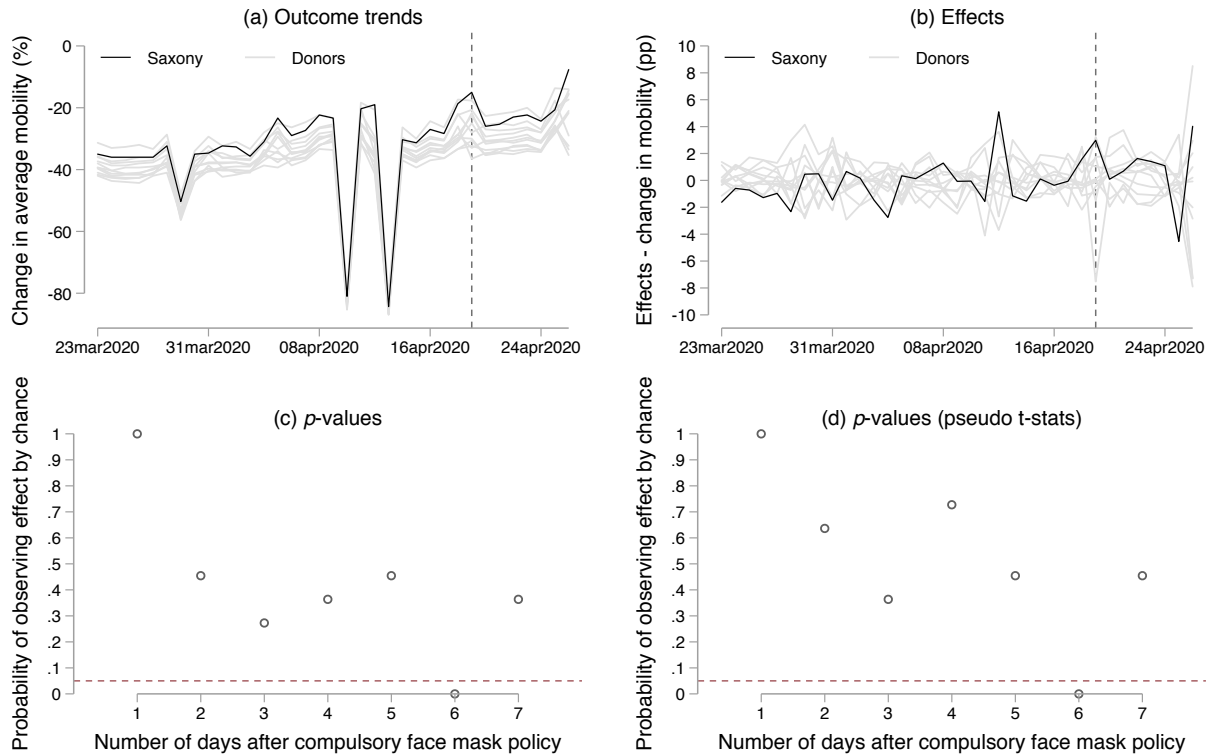 (a) Outcome trends
Change in average mobility (%)
Saxony
Donors
0
-20
-40
-60
-80
23mar2020
31mar2020
08apr2020
16apr2020
24apr2020
(b) Effects
Effects - change in mobility (pp)
Saxony
Donors
10
8
6
4
2
0
-2
-4
-6
-8
-10
23mar2020
31mar2020
08apr2020
16apr2020
24apr2020
(c) p-values
Probability of observing effect by chance
1
.9
.8
.7
.6
.5
.4
.3
.2
.1
0
1 2 3 4 5 6 7
Number of days after compulsory face mask policy
(d) p-values (pseudo t-stats)
Probability of observing effect by chance
1
.9
.8
.7
.6
.5
.4
.3
.2
.1
0
1 2 3 4 5 6 7
Number of days after compulsory face mask policy